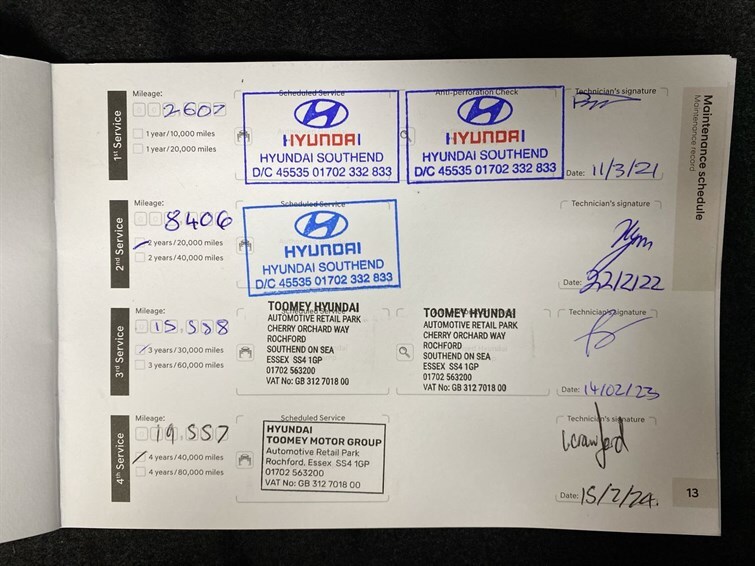 Maintenance schedule
Maintenance record
1st Service
Mileage:
2607
1 year/10,000 miles
1 year/20,000 miles
Scheduled Service
HYUNDAI
HYUNDAI SOUTHEND
D/C 45535 01702 332 833
Anti-perforation Check
HYUNDAI
HYUNDAI SOUTHEND
D/C 45535 01702 332 833
Technician's signature
Date: 11/3/21
2nd Service
Mileage:
8406
2 years/20,000 miles
2 years/40,000 miles
Scheduled Service
HYUNDAI
HYUNDAI SOUTHEND
D/C 45535 01702 332 833
Technician's signature
Date: 22/2/22
3rd Service
Mileage:
3 years/30,000 miles
3 years/60,000 miles
TOOMEY HYUNDAI
AUTOMOTIVE RETAIL PARK
CHERRY ORCHARD WAY
ROCHFORD
SOUTHEND ON SEA
ESSEX SS4 1GP
01702 563200
VAT No: GB 312 7018 00
TOOMEY HYUNDAI
AUTOMOTIVE RETAIL PARK
CHERRY ORCHARD WAY
ROCHFORD
SOUTHEND ON SEA
ESSEX SS4 1GP
01702 563200
VAT No: GB 312 7018 00
Technician's signature
Date: 14/02/23
4th Service
Mileage:
19.557
4 years/40,000 miles
4 years/80,000 miles
Scheduled Service
HYUNDAI
TOOMEY MOTOR GROUP
Automotive Retail Park
Rochford, Essex SS4 1GP
01702 563200
VAT No: GB 312 7018 00
Technician's signature
Date: 15/2/24.
13